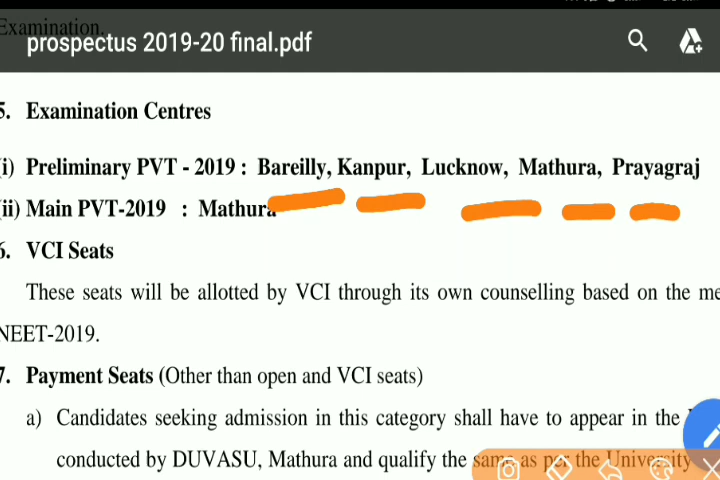 Examination.
prospectus 2019-20 final.pdf
5. Examination Centres
(i) Preliminary PVT - 2019 : Bareilly, Kanpur, Lucknow, Mathura, Prayagraj
(ii) Main PVT-2019 : Mathura
6. VCI Seats
These seats will be allotted by VCI through its own counselling based on the
NEET-2019.
7. Payment Seats (Other than open and VCI seats)
a) Candidates seeking admission in this category shall have to appear in the
conducted by DUVASU, Mathura and qualify the same as per the University